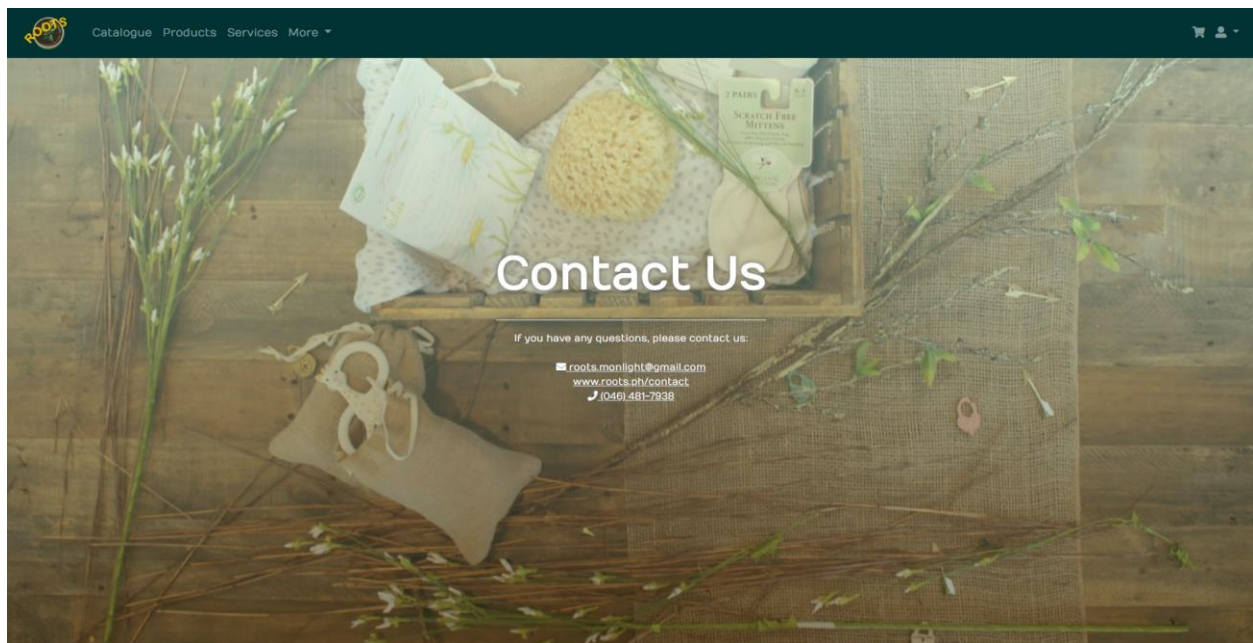 ROOTS
Catalogue Products Services More
2 PAIRS
SCRATCH FREE
MITTENS
Contact Us
If you have any questions, please contact us:
roots.monlight@gmail.com
www.roots.ph/contact
(046) 481-7938